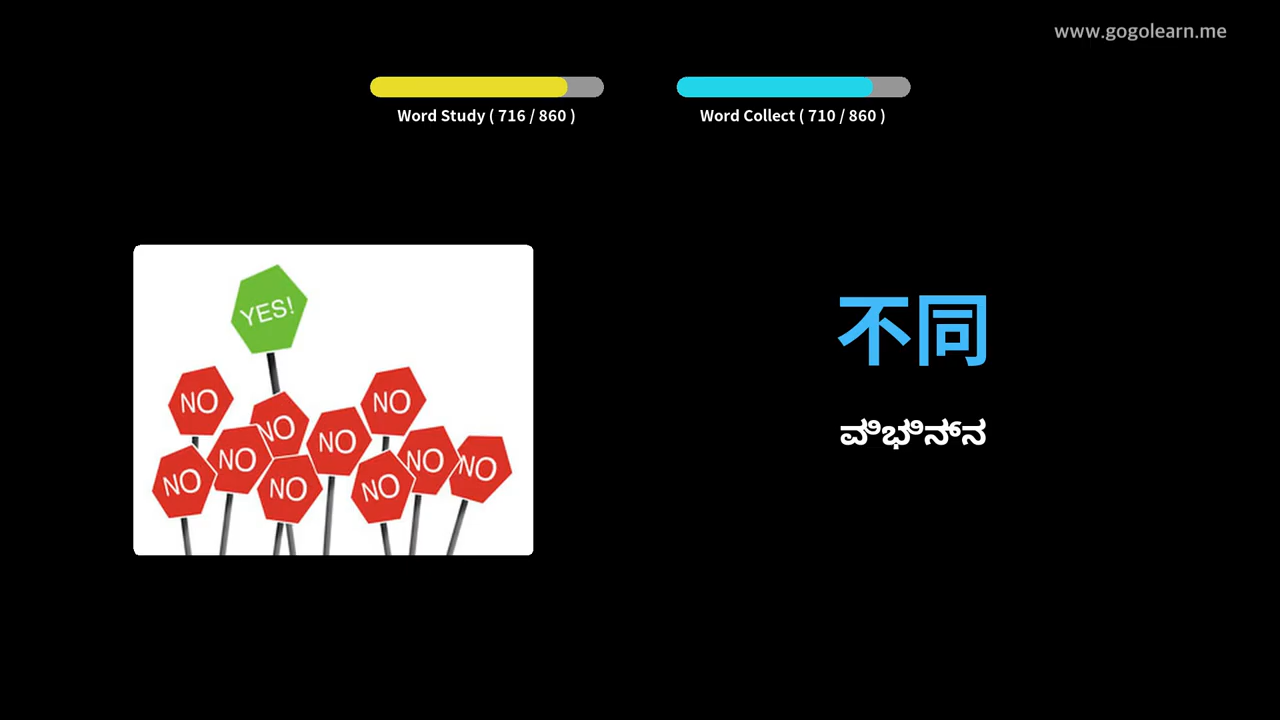 www.gogolearn.me
Word Study ( 716 / 860 )
Word Collect ( 710 / 860 )
YES!
NO
NO
NO
NO
NO
NO
NO
NO
NO
NO
不同
ವಿಭಿನ್ನ